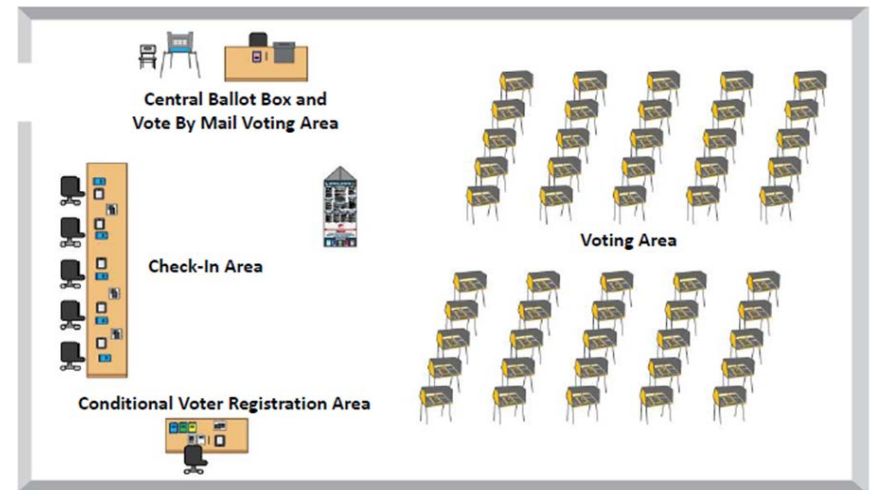 Central Ballot Box and
Vote By Mail Voting Area
Voting Area
Check-In Area
Conditional Voter Registration Area